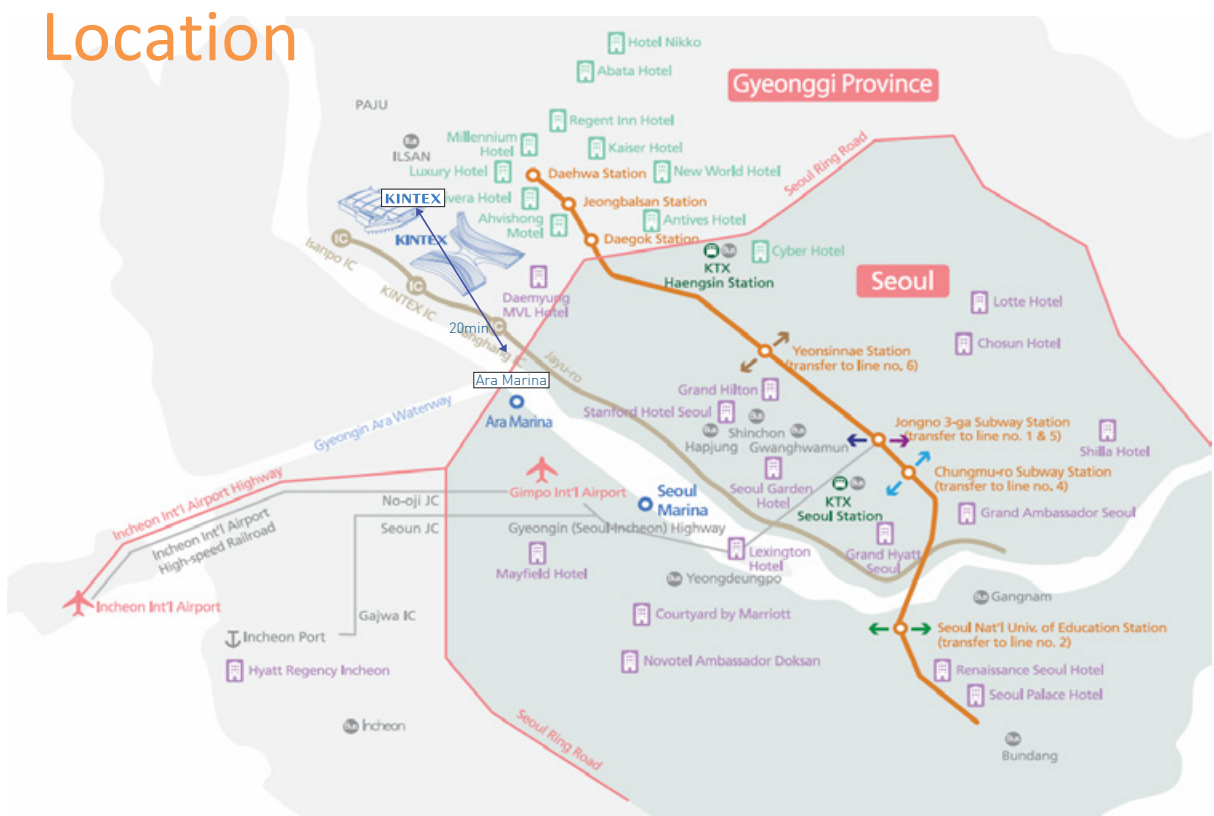 Location
Hotel Nikko
Abata Hotel
Gyeonggi Province
PAJU
Regent Inn Hotel
Millennium
Hotel
Kaiser Hotel
ILSAN
Luxury Hotel
Daehwa Station
New World Hotel
Seoul Ring Road
KINTEX
vera Hotel
Jeongbalsan Station
Ahvishong
Motel
Antives Hotel
KINTEX
Daegok Station
Isanpo IC
IC
Cyber Hotel
KTX
Haengsin Station
Seoul
IC
KINTEX IC
Daemyung
MVL Hotel
Lotte Hotel
20min
IC
anghang IC
Jayu-ro
Chosun Hotel
Yeonsinnae Station
(transfer to line no. 6)
Ara Marina
Grand Hilton
Ara Marina
Stanford Hotel Seoul
Gyeongin Ara Waterway
Hapjung
Shinchon
Gwanghwamun
Jongno 3-ga Subway Station
(transfer to line no. 1 & 5)
Shilla Hotel
Chungmu-ro Subway Station
(transfer to line no. 4)
Incheon Int'l Airport Highway
Incheon Int'l Airport
High-speed Railroad
No-oji JC
Gimpo Int'l Airport
Seoul
Marina
Seoul Garden
Hotel
KTX
Seoul Station
Grand Ambassador Seoul
Seoun JC
Gyeongin (Seoul-Incheon) Highway
Lexington
Hotel
Grand Hyatt
Seoul
Mayfield Hotel
Yeongdeungpo
Gangnam
Incheon Int'l Airport
Gajwa IC
Courtyard by Marriott
Incheon Port
Seoul Nat'l Univ. of Education Station
(transfer to line no. 2)
Hyatt Regency Incheon
Novotel Ambassador Doksan
Renaissance Seoul Hotel
Seoul Palace Hotel
Incheon
Seoul Ring Road
Bundang